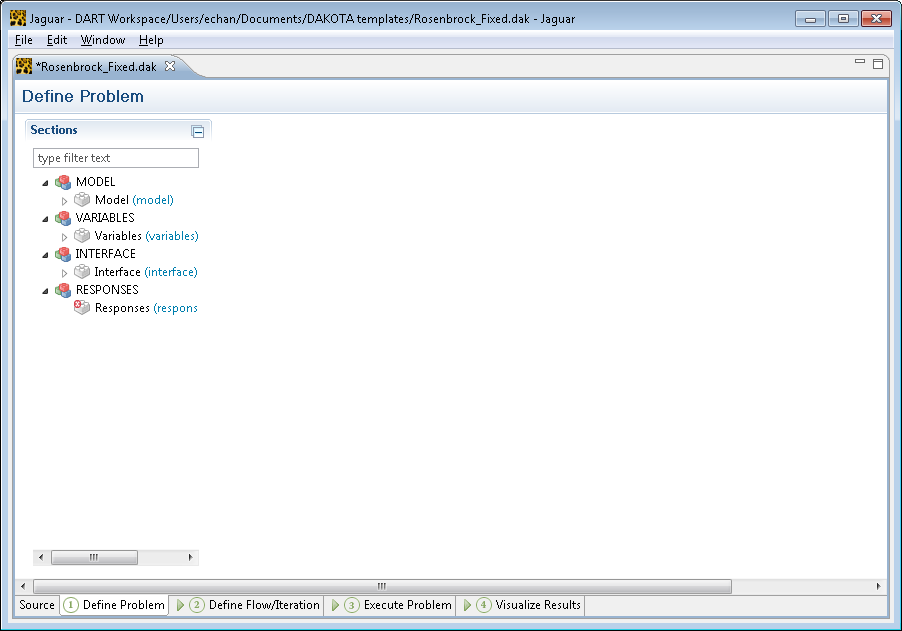 Jaguar - DART Workspace/Users/echan/Documents/DAKOTA templates/Rosenbrock_Fixed.dak - Jaguar
File Edit Window Help
*Rosenbrock_Fixed.dak
Define Problem
Sections
type filter text
MODEL
Model (model)
VARIABLES
Variables (variables)
INTERFACE
Interface (interface)
RESPONSES
Responses (respons
Source 1 Define Problem 2 Define Flow/Iteration 3 Execute Problem 4 Visualize Results